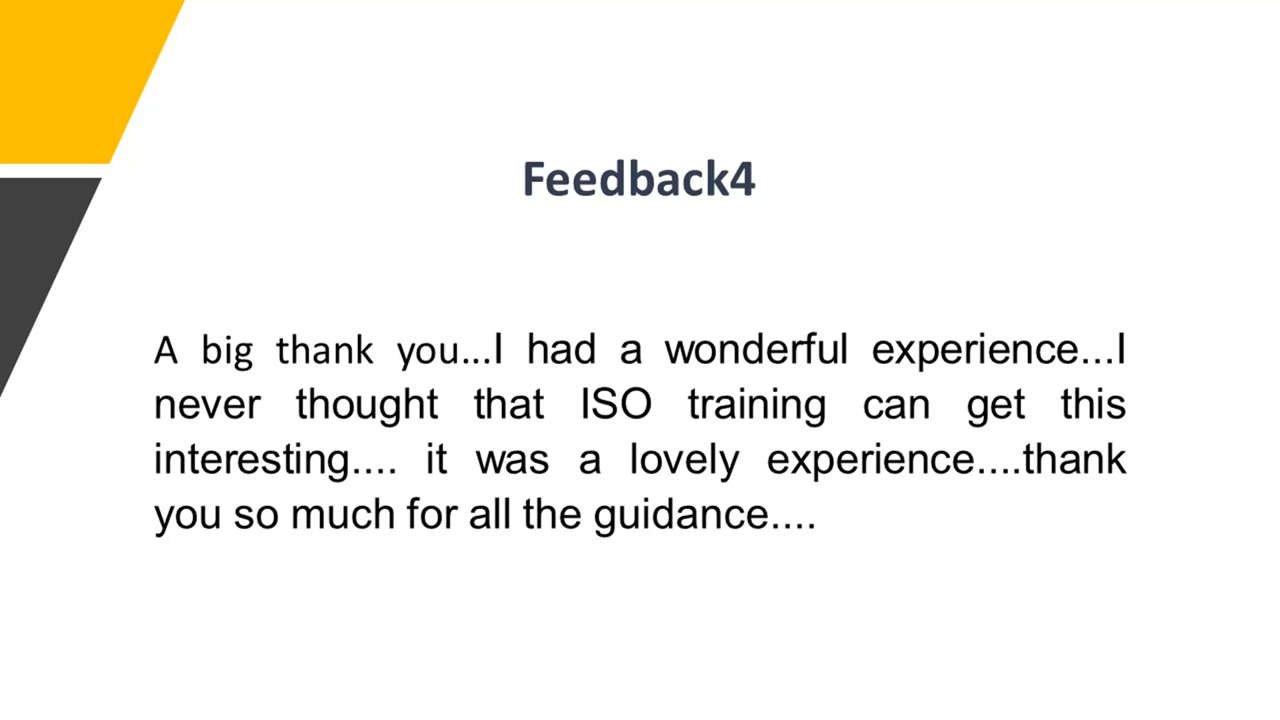 Feedback4
A big thank you...I had a wonderful experience...I
never thought that ISO training can get this
interesting.... it was a lovely experience....thank
you so much for all the guidance....